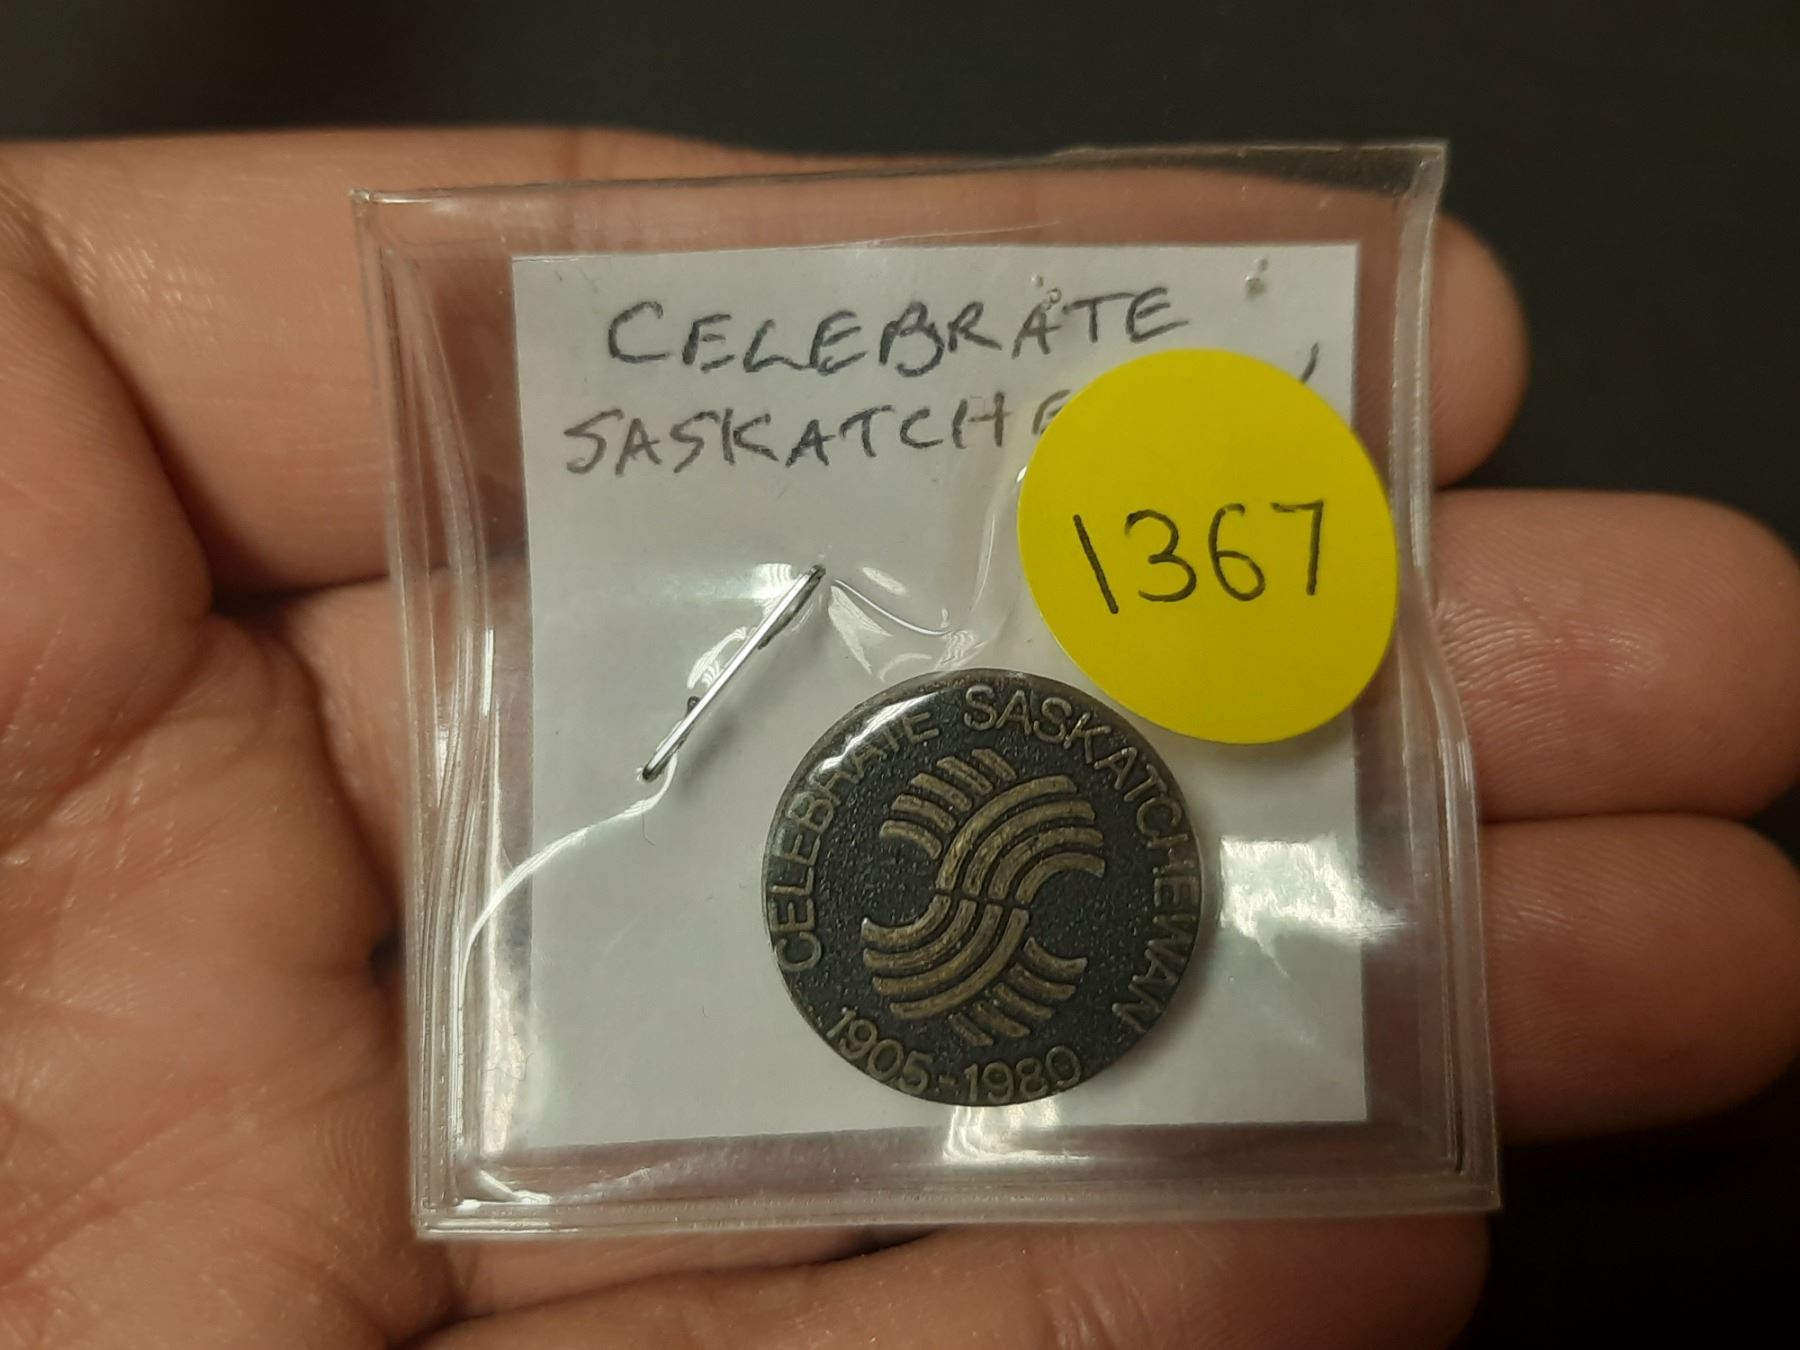 CELEBRATE
SASKATCHE
1367
CELEBRATE SASKATCHEWAN
1905-1980